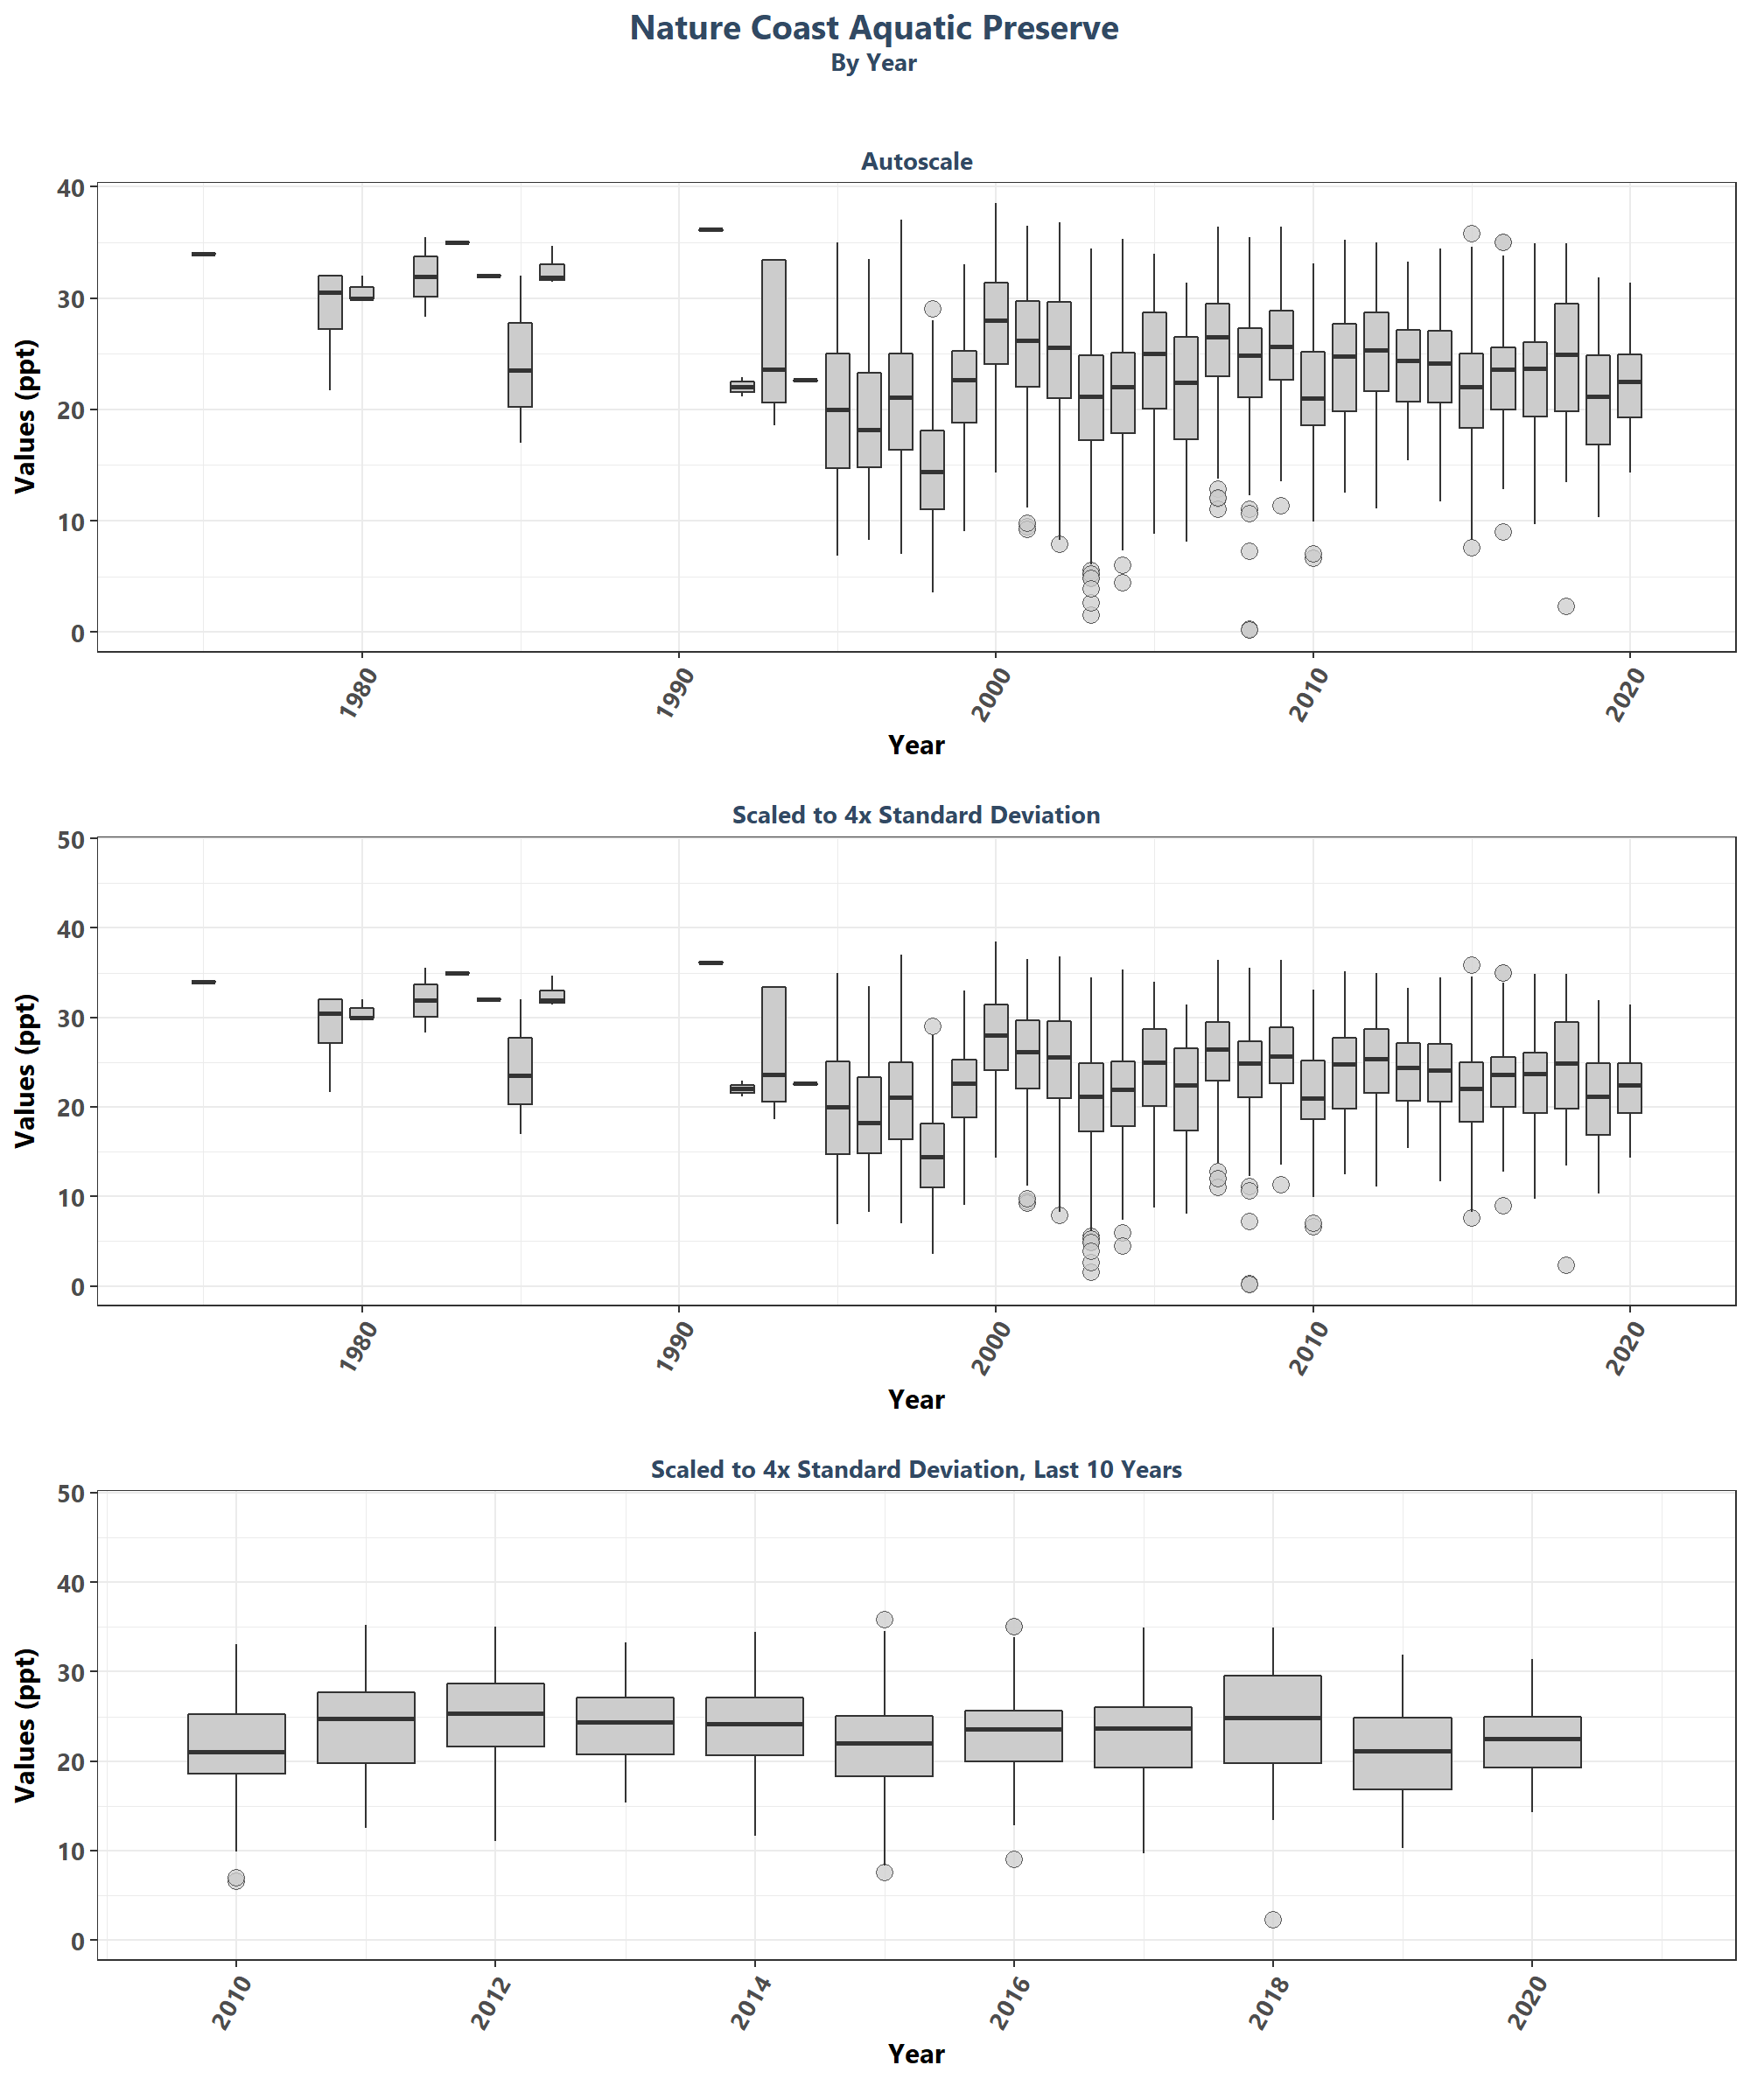 Nature Coast Aquatic Preserve
By Year
Autoscale
Values (ppt)
40
30
20
10
0
1980 1990 2000 2010 2020
Year
Scaled to 4x Standard Deviation
Values (ppt)
50
40
30
20
10
0
1980 1990 2000 2010 2020
Year
Scaled to 4x Standard Deviation, Last 10 Years
Values (ppt)
50
40
30
20
10
0
2010 2012 2014 2016 2018 2020
Year